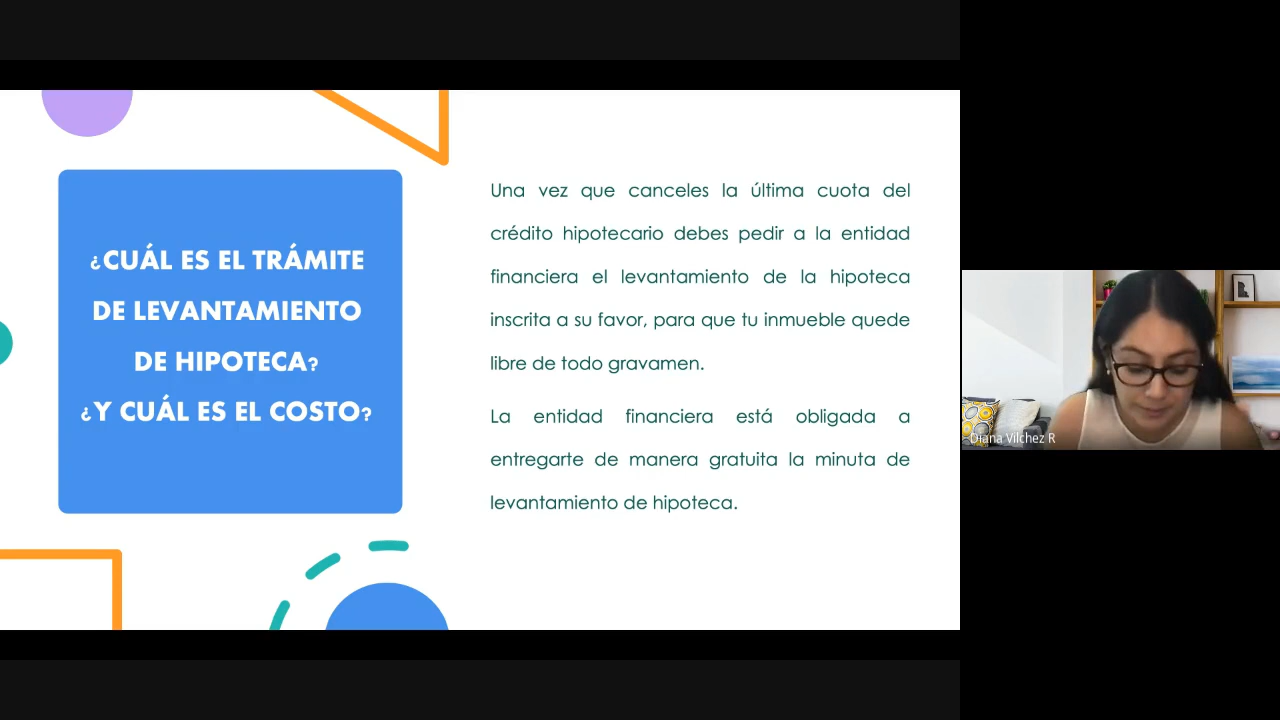 ¿CUÁL ES EL TRÁMITE
DE LEVANTAMIENTO
DE HIPOTECA?
¿Y CUÁL ES EL COSTO?
Una vez que canceles la última cuota del
crédito hipotecario debes pedir a la entidad
financiera el levantamiento de la hipoteca
inscrita a su favor, para que tu inmueble quede
libre de todo gravamen.
La entidad financiera está obligada a
entregarte de manera gratuita la minuta de
levantamiento de hipoteca.
Diana Vilchez R